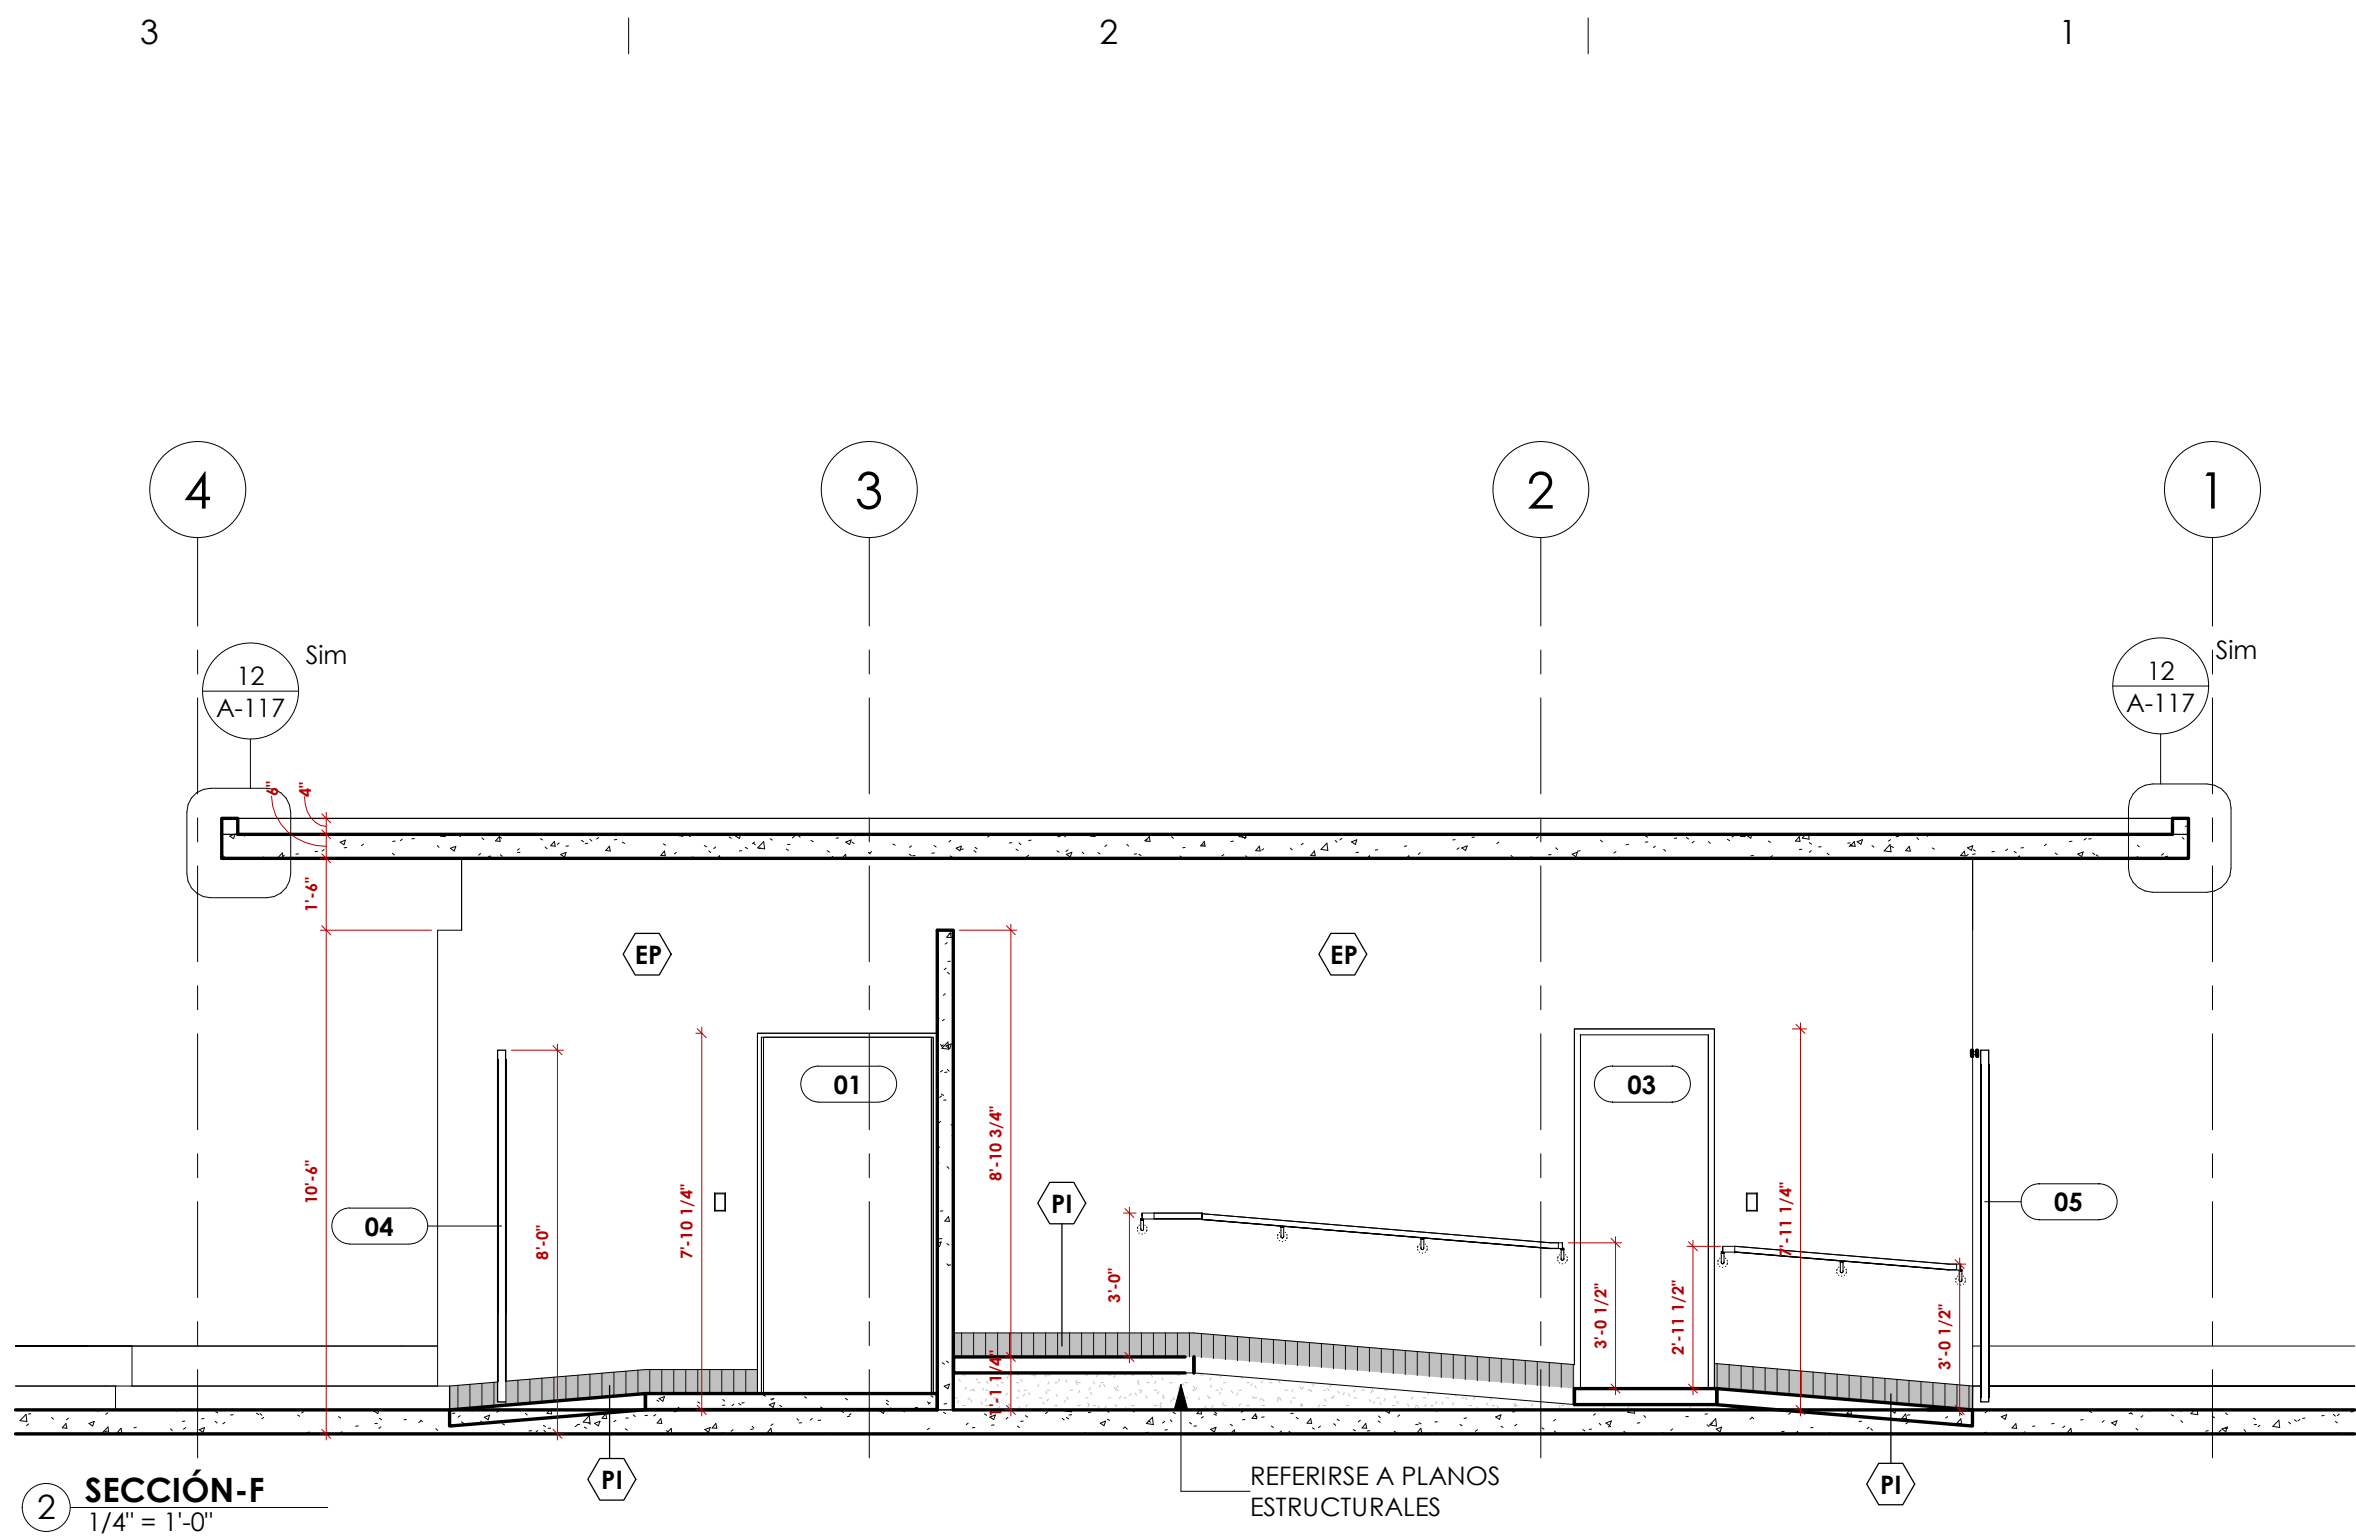 3 2 1
4 3 2 1
12 Sim 12 Sim
A-117 A-117
6" 4"
1'-6"
EP EP
01 03
8'-10 3/4"
10'-6"
04 PI 05
8'-0" 7'-10 1/4" 7'-11 1/4"
3'-0" 3'-0 1/2" 2'-11 1/2" 3'-0 1/2"
1'-1 1/4"
PI PI
REFERIRSE A PLANOS
ESTRUCTURALES
2 SECCIÓN-F
1/4" = 1'-0"